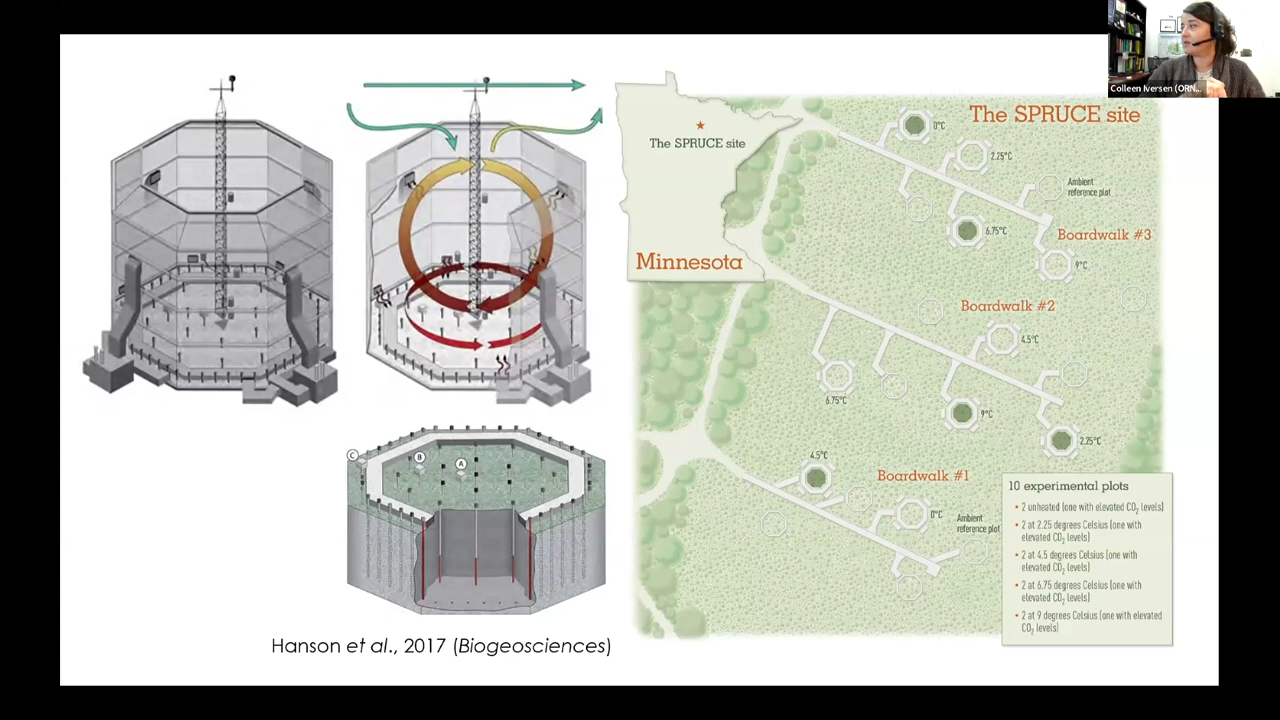 Colleen Iversen (ORN...
The SPRUCE site
The SPRUCE site
Minnesota
0°C
2.25°C
Ambient
reference plot
6.75°C
Boardwalk #3
9°C
Boardwalk #2
4.5°C
6.75°C
9°C
2.25°C
4.5°C
Boardwalk #1
0°C
Ambient
reference plot
10 experimental plots
• 2 unheated (one with elevated CO₂ levels)
• 2 at 2.25 degrees Celsius (one with
elevated CO₂ levels)
• 2 at 4.5 degrees Celsius (one with
elevated CO₂ levels)
• 2 at 6.75 degrees Celsius (one with
elevated CO₂ levels)
• 2 at 9 degrees Celsius (one with elevated
CO₂ levels)
C
B
A
Hanson et al., 2017 (Biogeosciences)